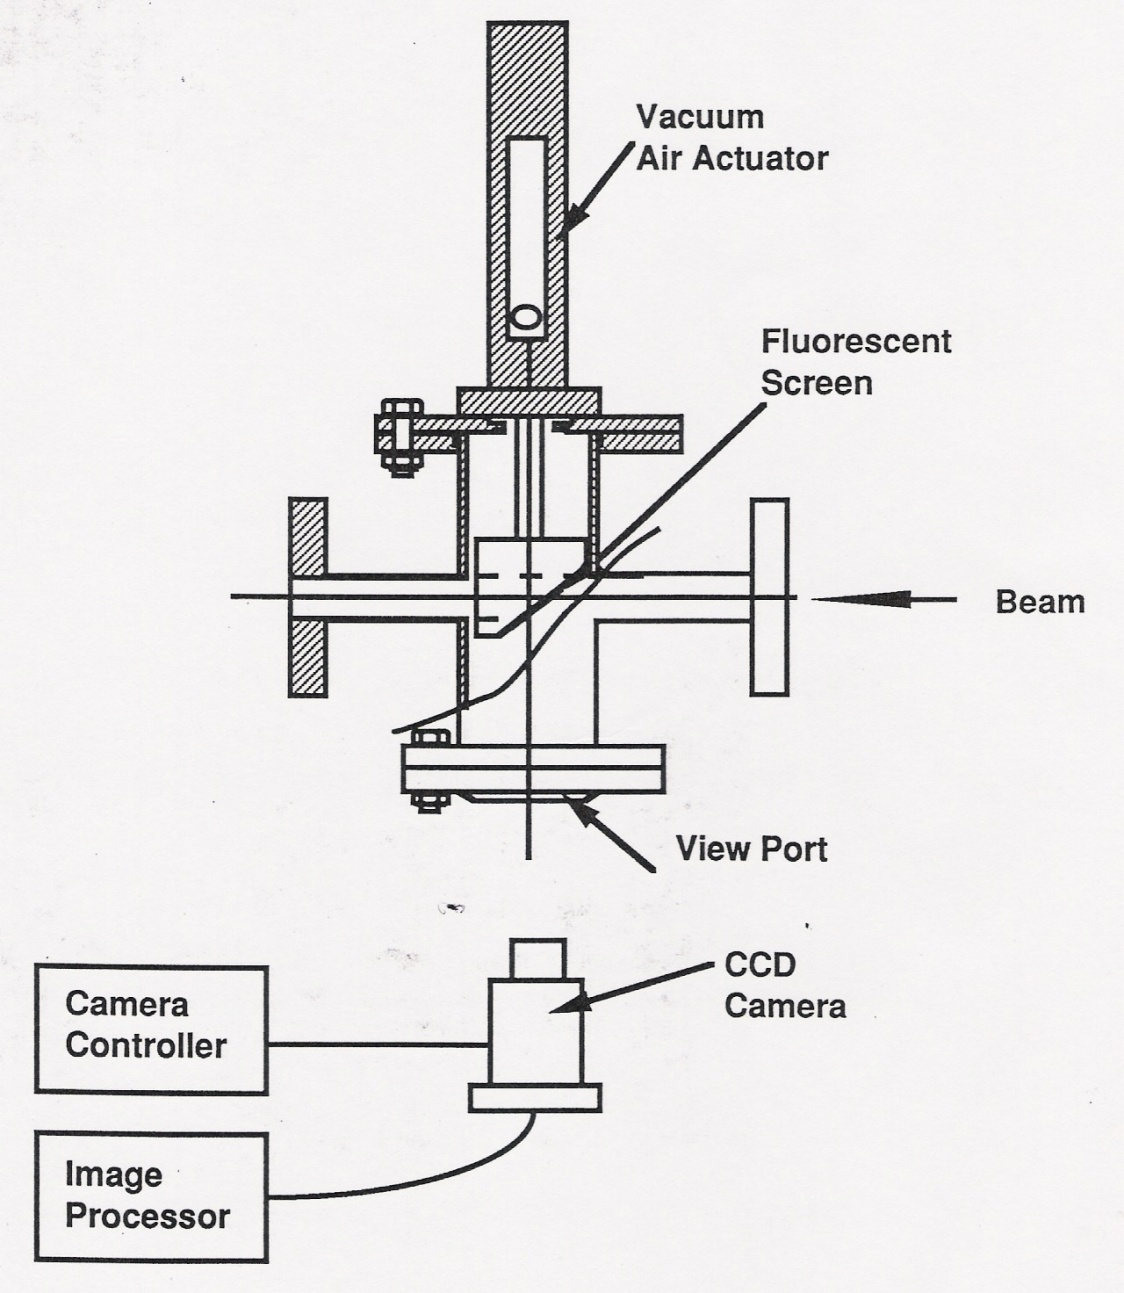 Vacuum
Air Actuator
Fluorescent
Screen
Beam
View Port
CCD
Camera
Camera
Controller
Image
Processor